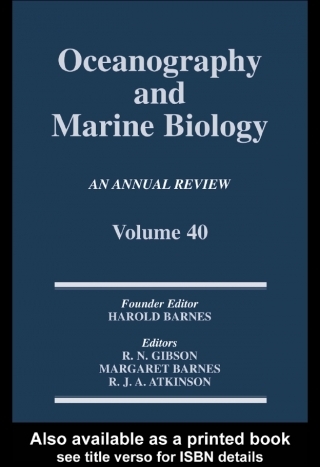 Oceanography
and
Marine Biology
AN ANNUAL REVIEW
Volume 40
Founder Editor
HAROLD BARNES
Editors
R. N. GIBSON
MARGARET BARNES
R. J. A. ATKINSON
Also available as a printed book
see title verso for ISBN details